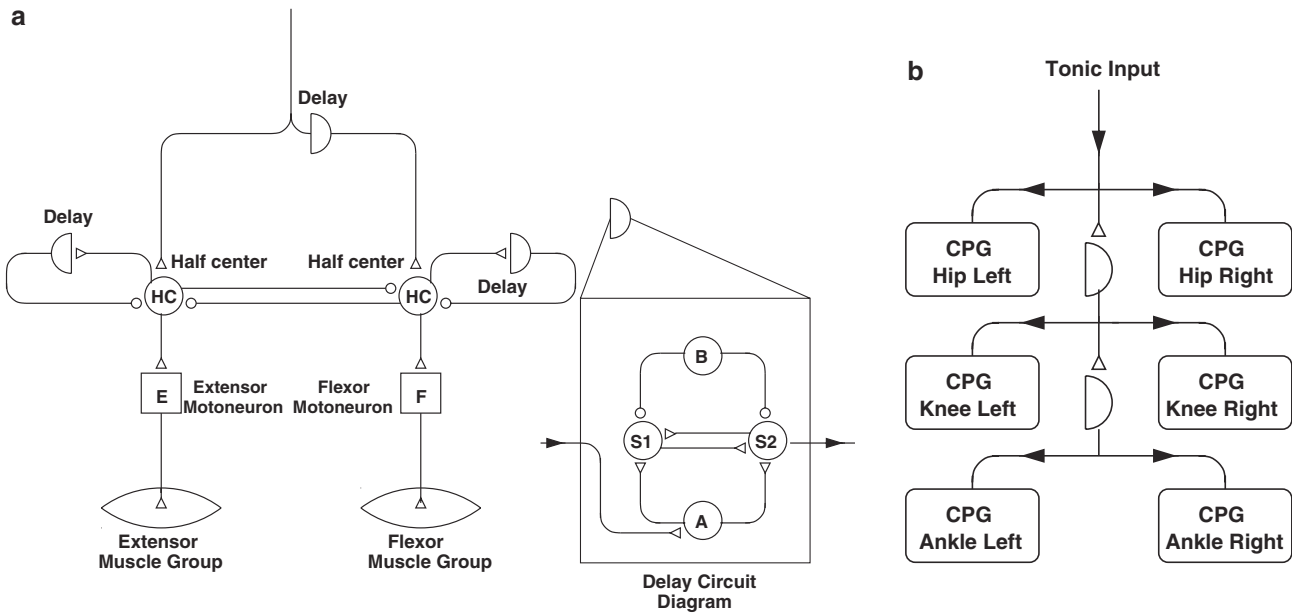 a
Delay
Delay
Half center
Half center
Delay
HC
HC
E
Extensor
Motoneuron
Flexor
Motoneuron
F
Extensor
Muscle Group
Flexor
Muscle Group
B
S1
S2
A
Delay Circuit
Diagram
b
Tonic Input
CPG
Hip Left
CPG
Hip Right
CPG
Knee Left
CPG
Knee Right
CPG
Ankle Left
CPG
Ankle Right